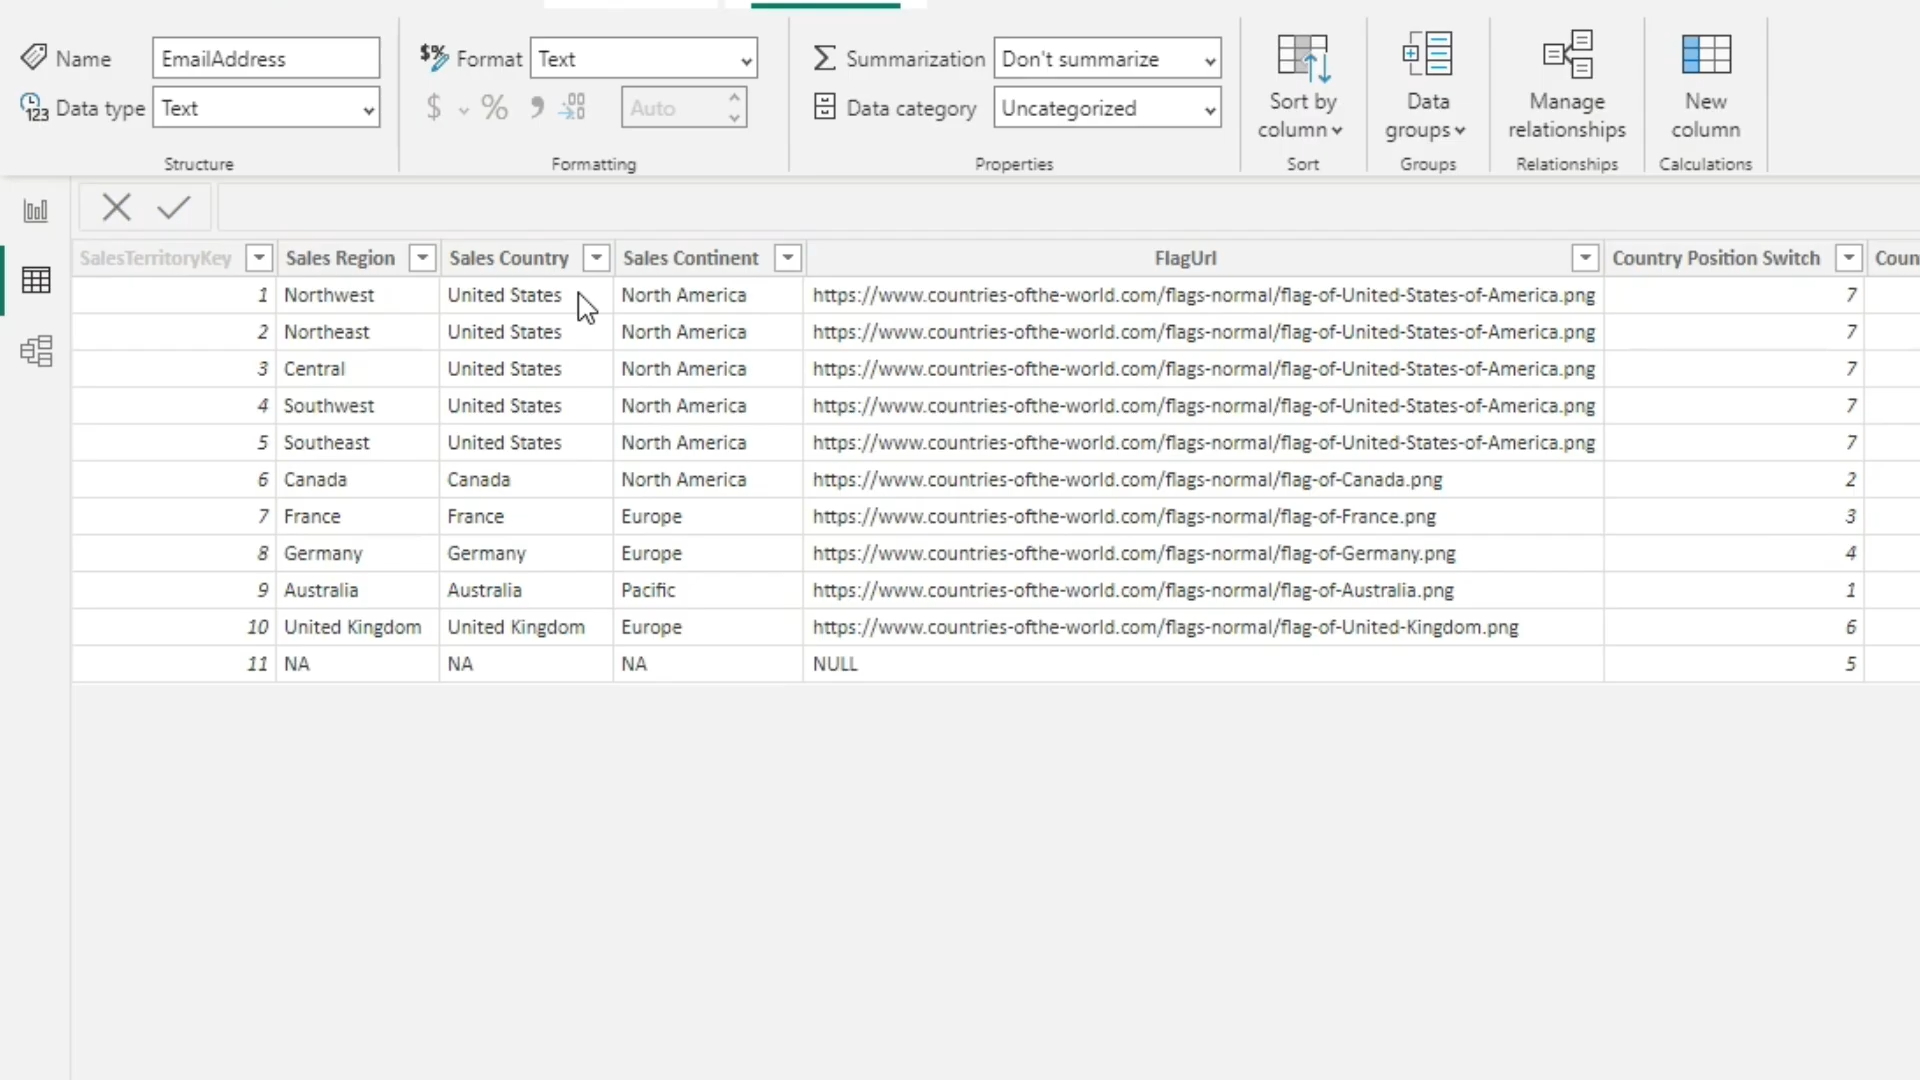 Name EmailAddress $% Format Text Σ Summarization Don't summarize
123 Data type Text $ % Auto Data category Uncategorized
Sort by column Data groups Manage relationships New column
Structure Formatting Properties Sort Groups Relationships Calculations
SalesTerritoryKey Sales Region Sales Country Sales Continent FlagUrl Country Position Switch Coun
1 Northwest United States North America https://www.countries-ofthe-world.com/flags-normal/flag-of-United-States-of-America.png 7
2 Northeast United States North America https://www.countries-ofthe-world.com/flags-normal/flag-of-United-States-of-America.png 7
3 Central United States North America https://www.countries-ofthe-world.com/flags-normal/flag-of-United-States-of-America.png 7
4 Southwest United States North America https://www.countries-ofthe-world.com/flags-normal/flag-of-United-States-of-America.png 7
5 Southeast United States North America https://www.countries-ofthe-world.com/flags-normal/flag-of-United-States-of-America.png 7
6 Canada Canada North America https://www.countries-ofthe-world.com/flags-normal/flag-of-Canada.png 2
7 France France Europe https://www.countries-ofthe-world.com/flags-normal/flag-of-France.png 3
8 Germany Germany Europe https://www.countries-ofthe-world.com/flags-normal/flag-of-Germany.png 4
9 Australia Australia Pacific https://www.countries-ofthe-world.com/flags-normal/flag-of-Australia.png 1
10 United Kingdom United Kingdom Europe https://www.countries-ofthe-world.com/flags-normal/flag-of-United-Kingdom.png 6
11 NA NA NA NULL 5